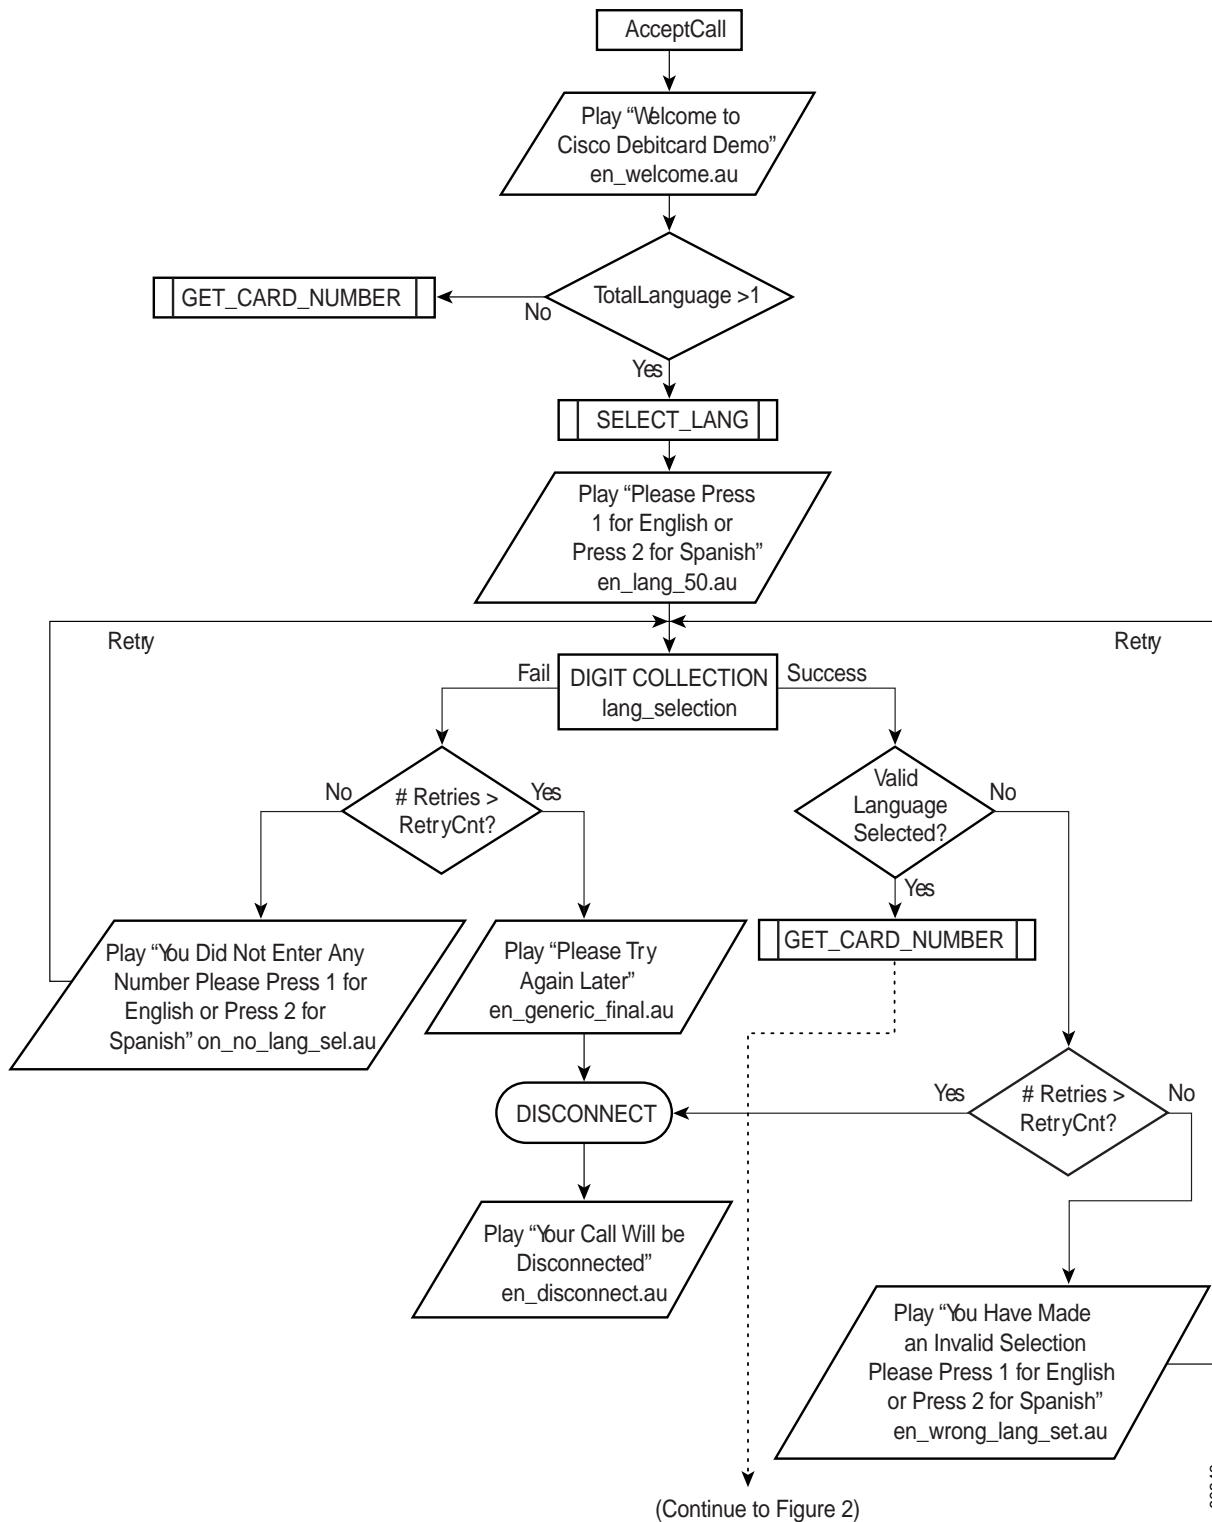 AcceptCall
Play “Welcome to
Cisco Debitcard Demo”
en_welcome.au
TotalLanguage >1
No
GET_CARD_NUMBER
Yes
SELECT_LANG
Play “Please Press
1 for English or
Press 2 for Spanish”
en_lang_50.au
Retry
Retry
Fail
DIGIT COLLECTION
lang_selection
Success
No
# Retries >
RetryCnt?
Yes
Valid
Language
Selected?
No
Yes
GET_CARD_NUMBER
Play “You Did Not Enter Any
Number Please Press 1 for
English or Press 2 for
Spanish” on_no_lang_sel.au
Play “Please Try
Again Later”
en_generic_final.au
DISCONNECT
Yes
# Retries >
RetryCnt?
No
Play “Your Call Will be
Disconnected”
en_disconnect.au
Play “You Have Made
an Invalid Selection
Please Press 1 for English
or Press 2 for Spanish”
en_wrong_lang_set.au
(Continue to Figure 2)